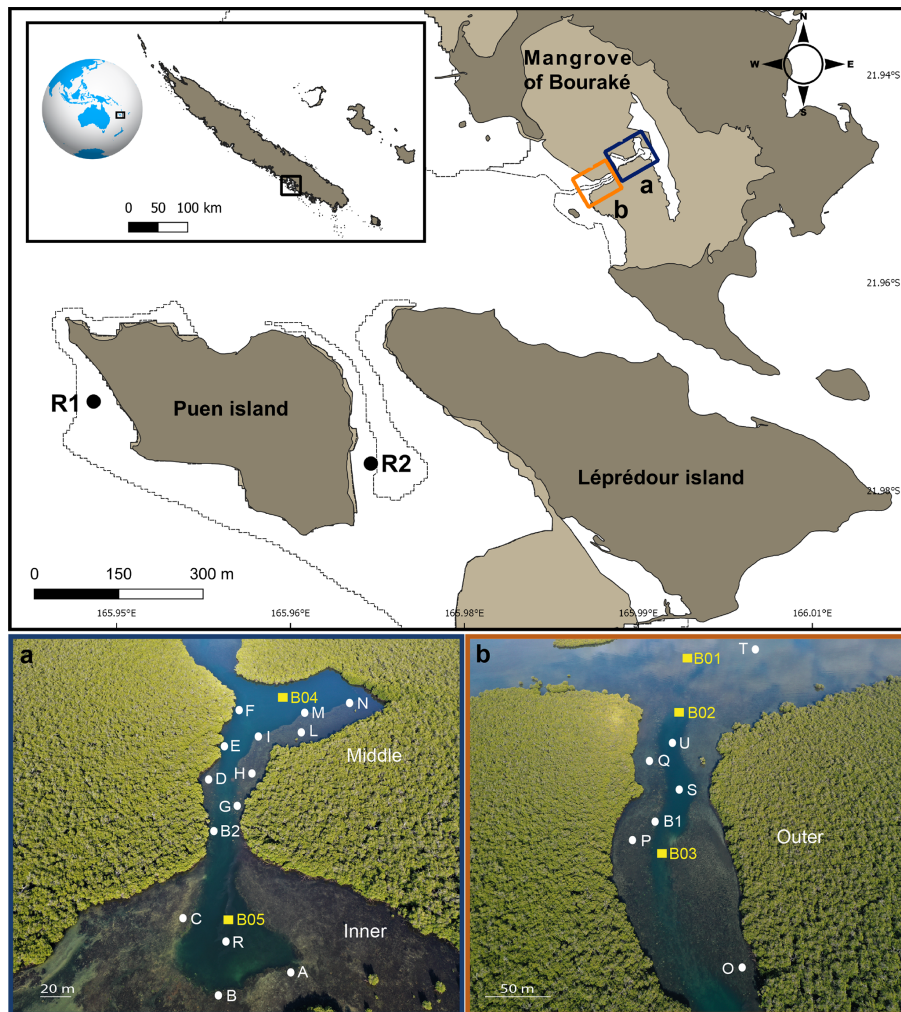 N
W
E
S
Mangrove
of Bouraké
21.94°S
a
b
0 50 100 km
21.96°S
R1
Puen island
R2
Léprédour island
21.98°S
0 150 300 m
165.95°E 165.96°E 165.98°E 165.99°E 166.01°E
a
B04
N
F
M
I
L
E
Middle
H
D
G
B2
C
B05
Inner
R
A
B
20 m
b
T
B01
B02
U
Q
S
B1
P
Outer
B03
O
50 m